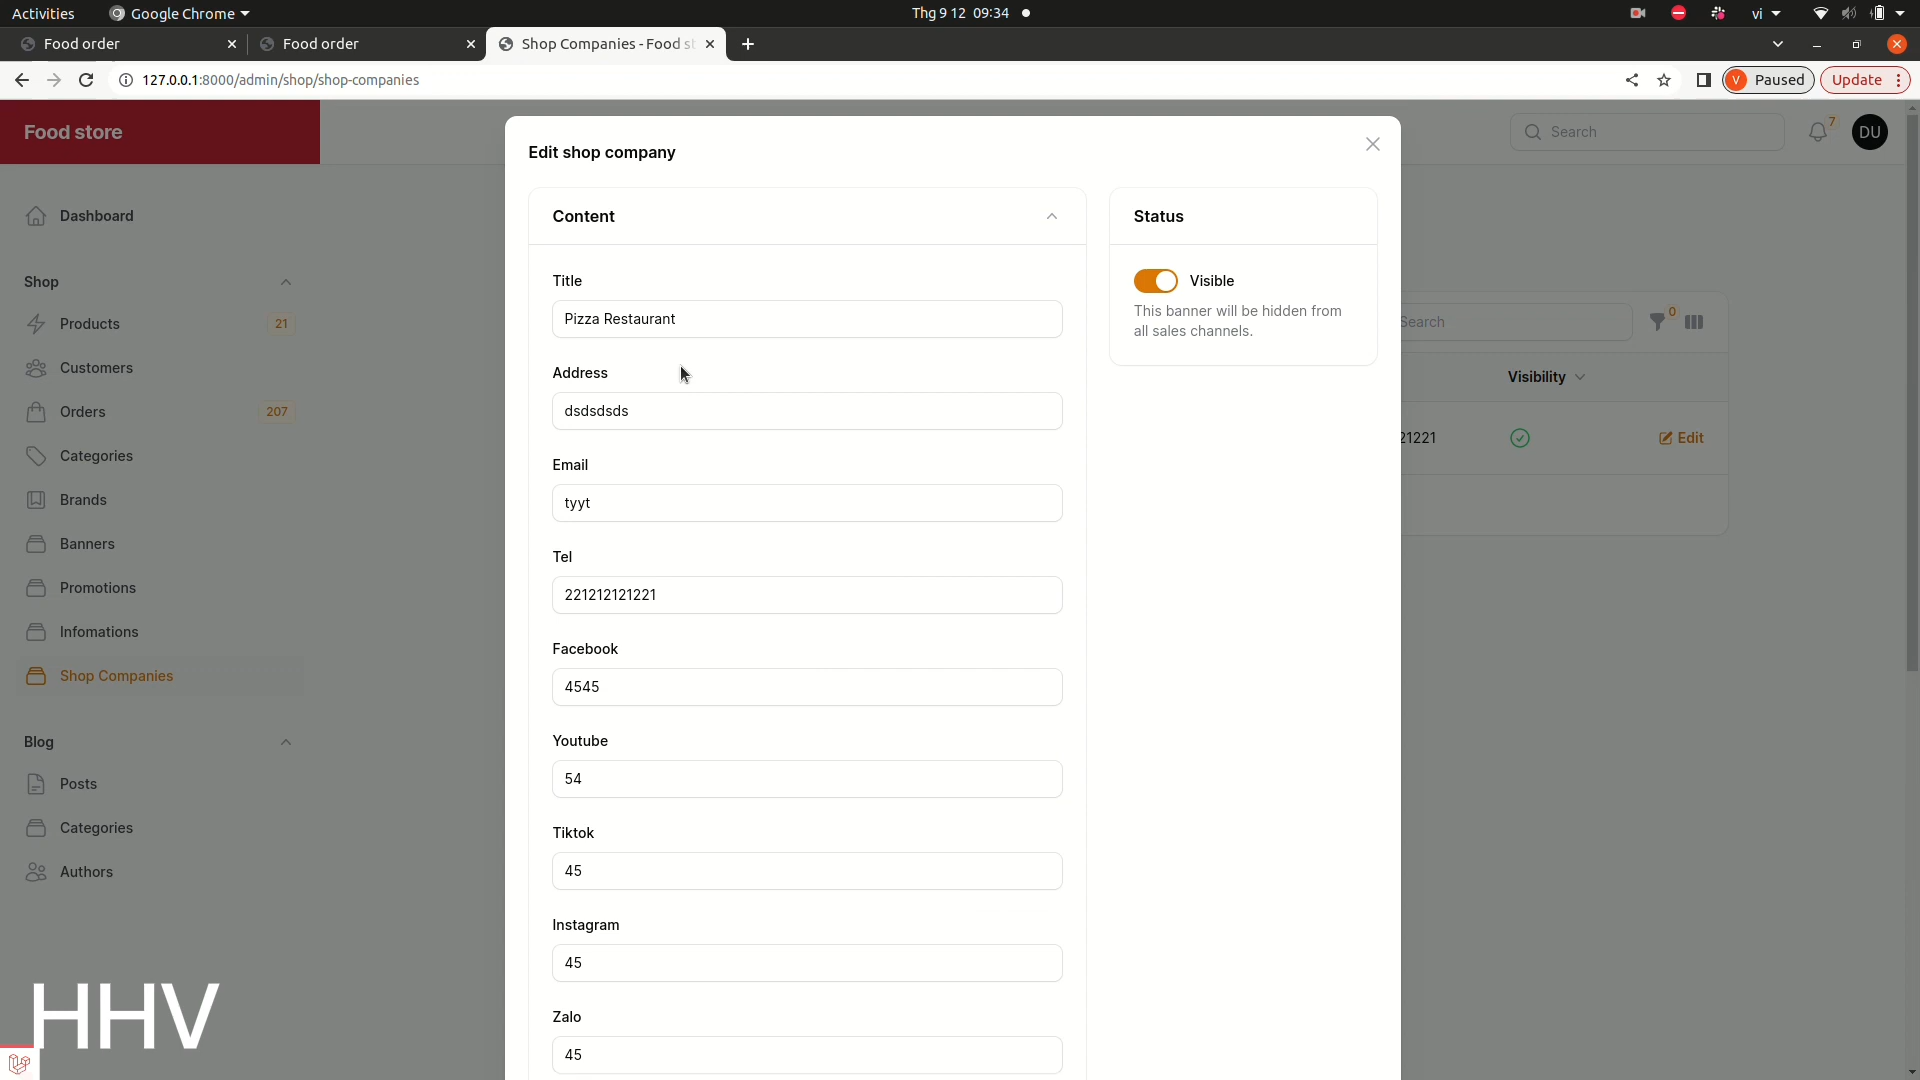 Activities
Google Chrome
Thg 9 12 09:34
vi
Food order
Food order
Shop Companies - Food st
127.0.0.1:8000/admin/shop/shop-companies
V
Paused
Update
Food store
Search
7
DU
Edit shop company
Content
Status
Dashboard
Title
Visible
Shop
This banner will be hidden from
all sales channels.
Pizza Restaurant
Products
21
Search
0
Customers
Address
Visibility
Orders
207
dsdsdsds
21221
Edit
Categories
Email
Brands
tyyt
Banners
Tel
Promotions
221212121221
Infomations
Facebook
Shop Companies
4545
Blog
Youtube
Posts
54
Categories
Tiktok
Authors
45
Instagram
45
HHV
Zalo
45